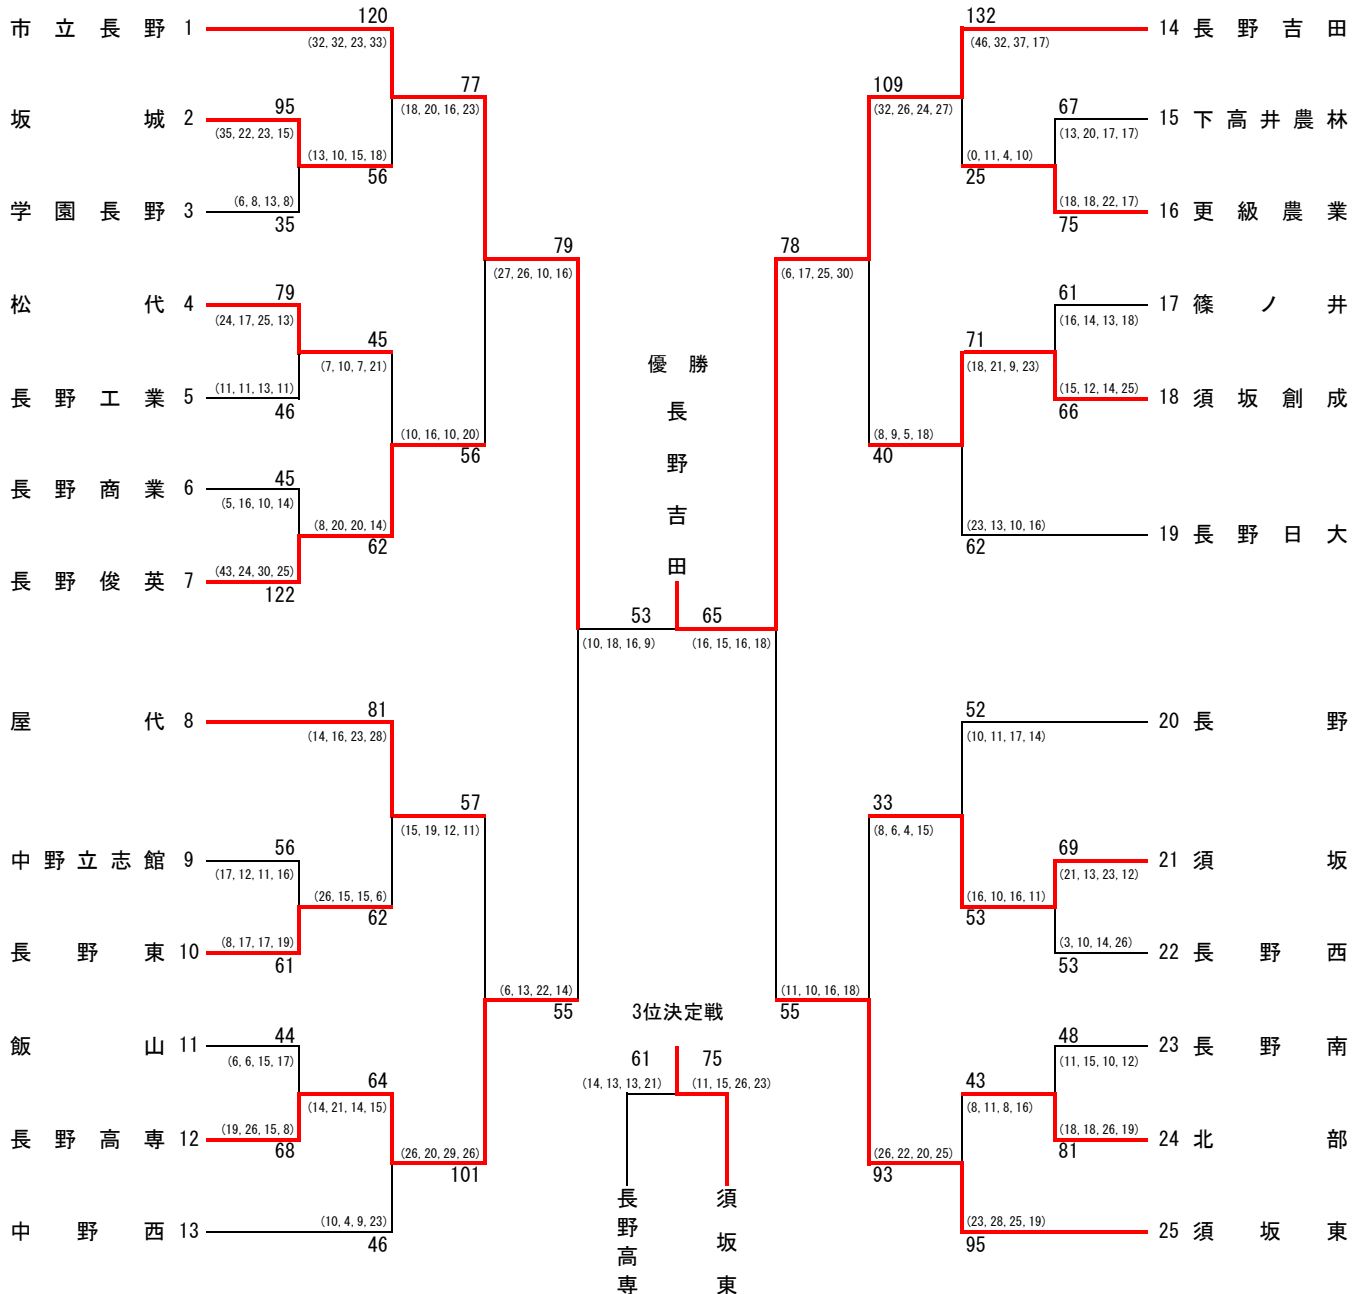 市立長野 1
120
(32, 32, 23, 33)
坂城 2
95
(35, 22, 23, 15)
学園長野 3
(6, 8, 13, 8)
35
(13, 10, 15, 18)
56
77
(18, 20, 16, 23)
松代 4
79
(24, 17, 25, 13)
長野工業 5
(11, 11, 13, 11)
46
45
(7, 10, 7, 21)
長野商業 6
45
(5, 16, 10, 14)
長野俊英 7
(43, 24, 30, 25)
122
(8, 20, 20, 14)
62
(10, 16, 10, 20)
56
79
(27, 26, 10, 16)
屋代 8
81
(14, 16, 23, 28)
中野立志館 9
56
(17, 12, 11, 16)
長野東 10
(8, 17, 17, 19)
61
(26, 15, 15, 6)
62
57
(15, 19, 12, 11)
飯山 11
44
(6, 6, 15, 17)
長野高専 12
(19, 26, 15, 8)
68
64
(14, 21, 14, 15)
中野西 13
(10, 4, 9, 23)
46
(26, 20, 29, 26)
101
(6, 13, 22, 14)
55
優勝
長野吉田
53
(10, 18, 16, 9)
65
(16, 15, 16, 18)
3位決定戦
61
(14, 13, 13, 21)
75
(11, 15, 26, 23)
長野高専
須坂東
132
(46, 32, 37, 17)
14 長野吉田
67
(13, 20, 17, 17)
15 下高井農林
(18, 18, 22, 17)
75
16 更級農業
(0, 11, 4, 10)
25
109
(32, 26, 24, 27)
61
(16, 14, 13, 18)
17 篠ノ井
(15, 12, 14, 25)
66
18 須坂創成
71
(18, 21, 9, 23)
(23, 13, 10, 16)
62
19 長野日大
(8, 9, 5, 18)
40
78
(6, 17, 25, 30)
52
(10, 11, 17, 14)
20 長野
69
(21, 13, 23, 12)
21 須坂
(3, 10, 14, 26)
53
22 長野西
(16, 10, 16, 11)
53
33
(8, 6, 4, 15)
48
(11, 15, 10, 12)
23 長野南
(18, 18, 26, 19)
81
24 北部
43
(8, 11, 8, 16)
(23, 28, 25, 19)
95
25 須坂東
(26, 22, 20, 25)
93
(11, 10, 16, 18)
55